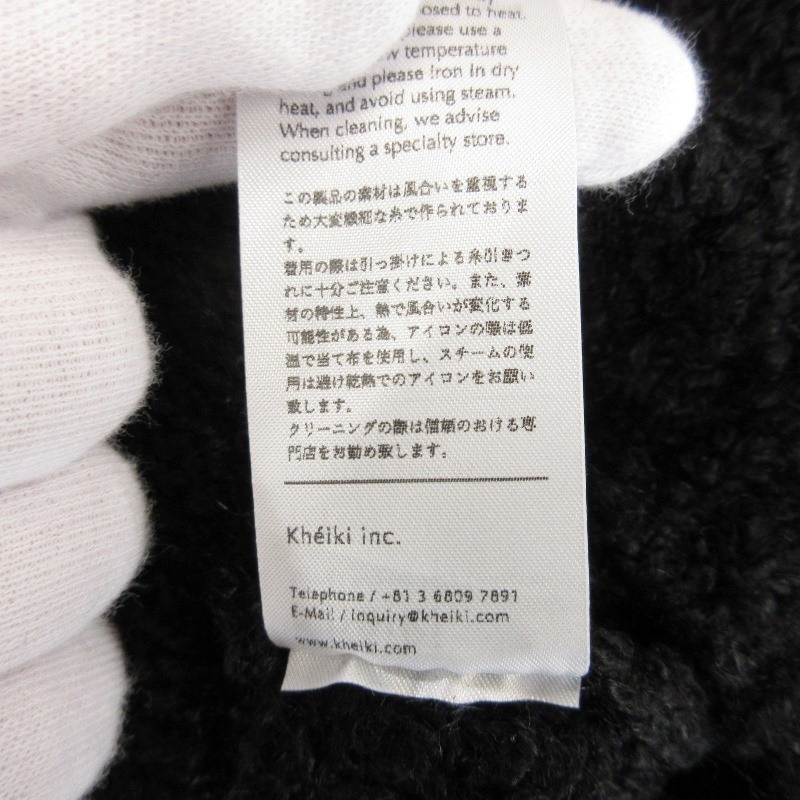 osed to heat.
please use a
w temperature
and please iron in dry
heat, and avoid using steam.
When cleaning, we advise
consulting a specialty store.
この製品の素材は風合いを重視する
ため大変繊細な糸で作られておりま
す。
着用の際は引っ掛けによる糸引きつ
れに十分ご注意ください。また、素
材の特性上、熱で風合いが変化する
可能性がある為、アイコンの際は低
温で当て布を使用し、スチームの使
用は避け乾熱でのアイコンをお願い
致します。
クリーニングの際は信頼のおける専
門店をお勧め致します。
Khéiki inc.
Telephone / +81 3 6809 7891
E-Mail / inquiry@kheiki.com
www.kheiki.com